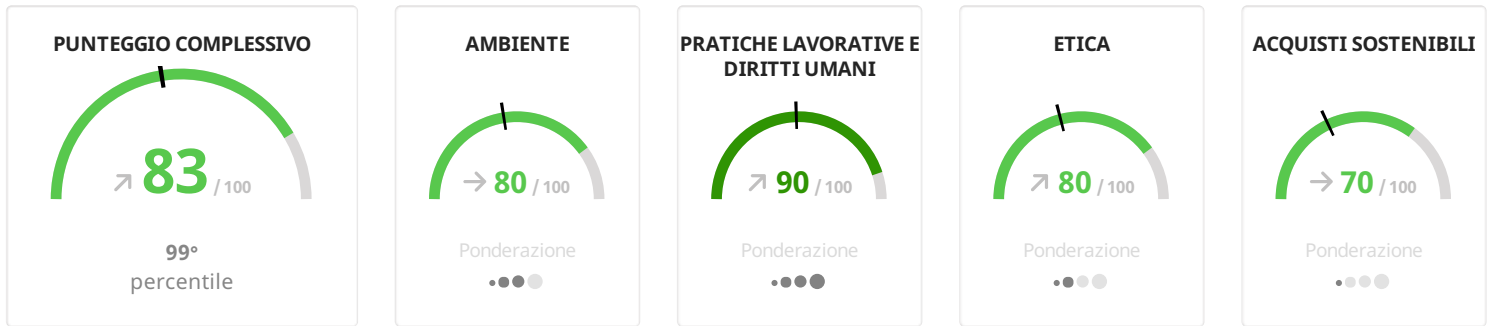 PUNTEGGIO COMPLESSIVO
83 / 100
99°
percentile
AMBIENTE
80 / 100
Ponderazione
PRATICHE LAVORATIVE E
DIRITTI UMANI
90 / 100
Ponderazione
ETICA
80 / 100
Ponderazione
ACQUISTI SOSTENIBILI
70 / 100
Ponderazione